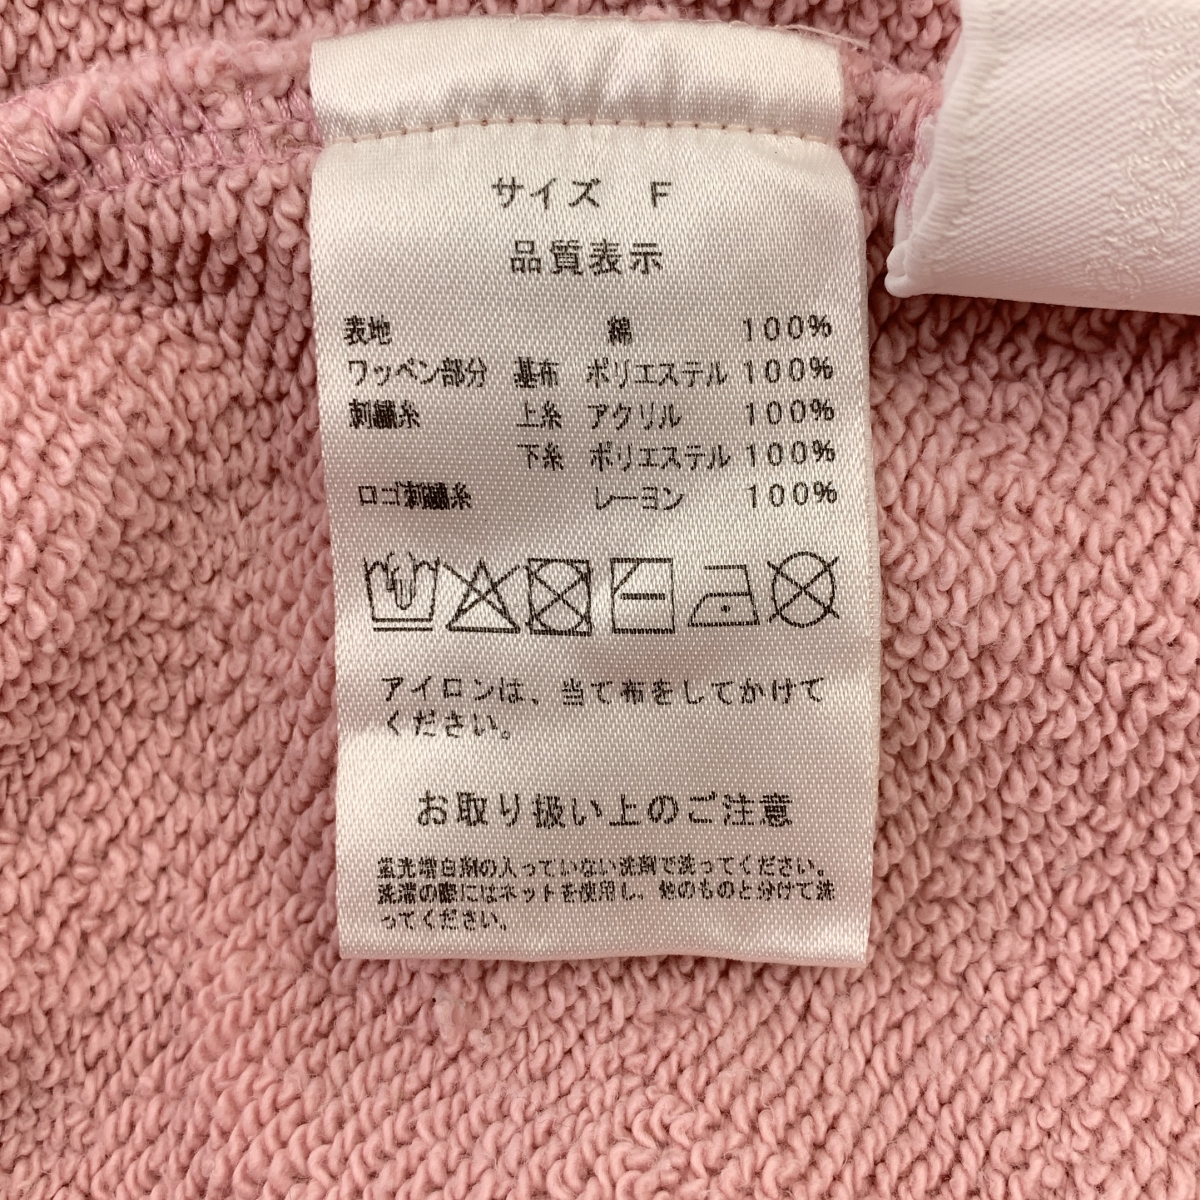 サイズ F
品質表示
表地 綿 100%
ワッペン部分 基布 ポリエステル 100%
刺繍糸 上糸 アクリル 100%
下糸 ポリエステル 100%
ロゴ刺繍糸 レーヨン 100%
アイロンは、当て布をしてかけて
ください。
お取り扱い上のご注意
蛍光増白剤の入っていない洗剤で洗ってください。
洗濯の際にはネットを使用し、他のものと分けて洗
ってください。